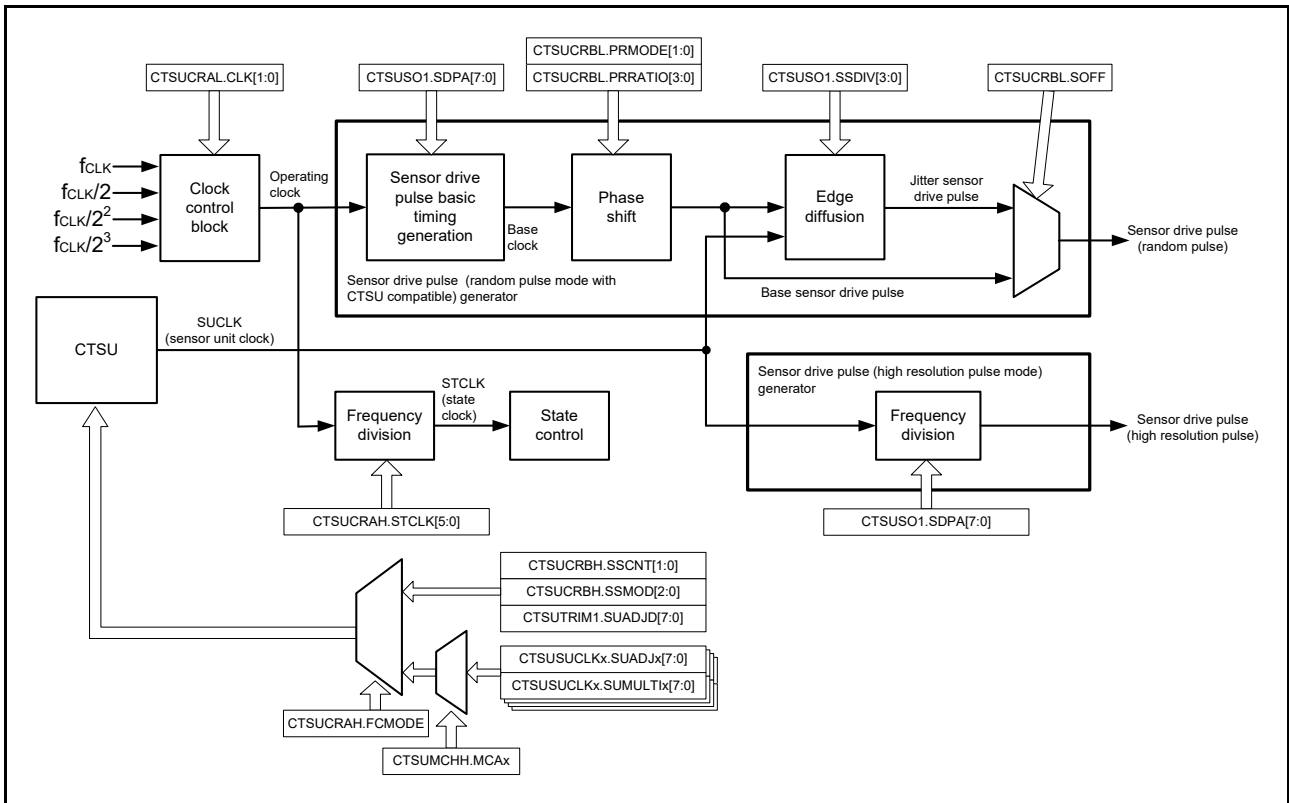 CTSUCRBL.PRMODE[1:0]
CTSUCRAL.CLK[1:0]
CTSUSO1.SDPA[7:0]
CTSUCRBL.PRRATIO[3:0]
CTSUSO1.SSDIV[3:0]
CTSUCRBL.SOFF
fCLK
fCLK/2
fCLK/2²
fCLK/2³
Clock
control
block
Operating
clock
Sensor drive
pulse basic
timing
generation
Base
clock
Phase
shift
Edge
diffusion
Jitter sensor
drive pulse
Sensor drive pulse
(random pulse)
Sensor drive pulse (random pulse mode with
CTSU compatible) generator
Base sensor drive pulse
CTSU
SUCLK
(sensor unit clock)
Sensor drive pulse (high resolution pulse mode)
generator
Frequency
division
STCLK
(state
clock)
State
control
Frequency
division
Sensor drive pulse
(high resolution pulse)
CTSUCRAH.STCLK[5:0]
CTSUSO1.SDPA[7:0]
CTSUCRBH.SSCNT[1:0]
CTSUCRBH.SSMOD[2:0]
CTSUTRIM1.SUADJD[7:0]
CTSUSUCLKx.SUADJx[7:0]
CTSUSUCLKx.SUMULTIx[7:0]
CTSUCRAH.FCMODE
CTSUMCHH.MCAx